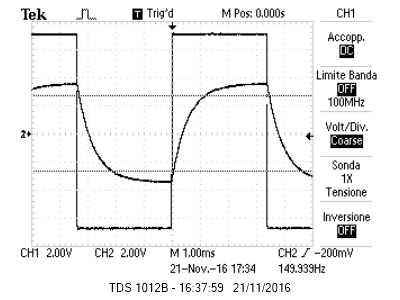 Tek T Trig'd M Pos: 0.000s CH1
Accopp.
DC
Limite Banda
OFF
100MHz
Volt/Div.
Coarse
2
Sonda
1X
Tensione
Inversione
OFF
CH1 2.00V CH2 2.00V M 1.00ms CH2 -200mV
21-Nov.-16 17:34 149.939Hz
TDS 1012B - 16:37:59 21/11/2016